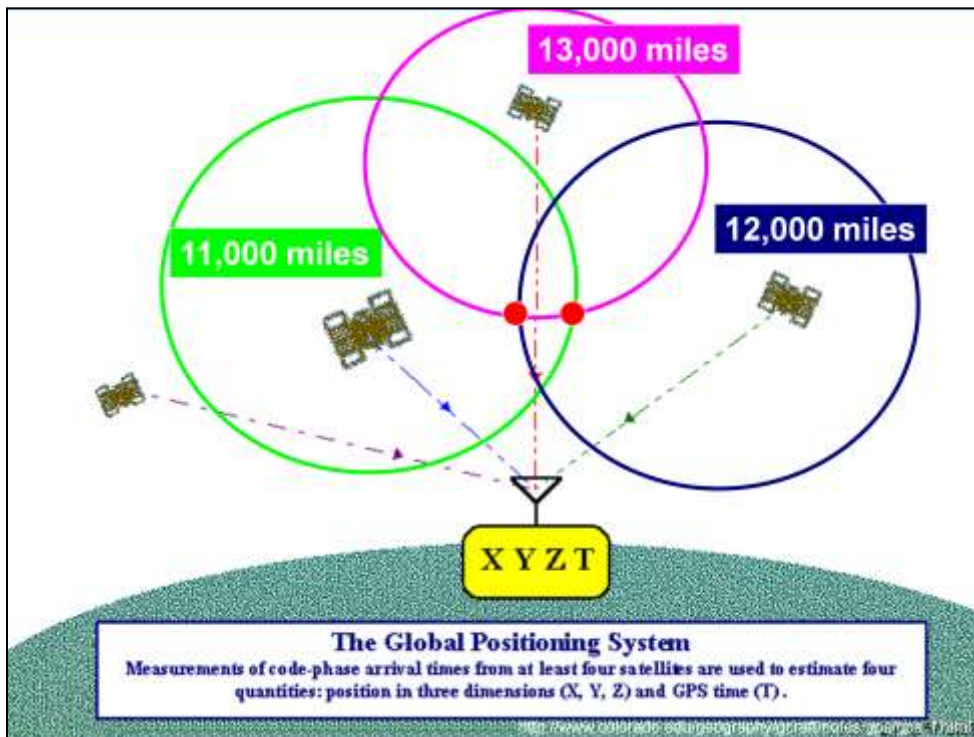 13,000 miles
11,000 miles
12,000 miles
X Y Z T
The Global Positioning System
Measurements of code-phase arrival times from at least four satellites are used to estimate four
quantities: position in three dimensions (X, Y, Z) and GPS time (T).